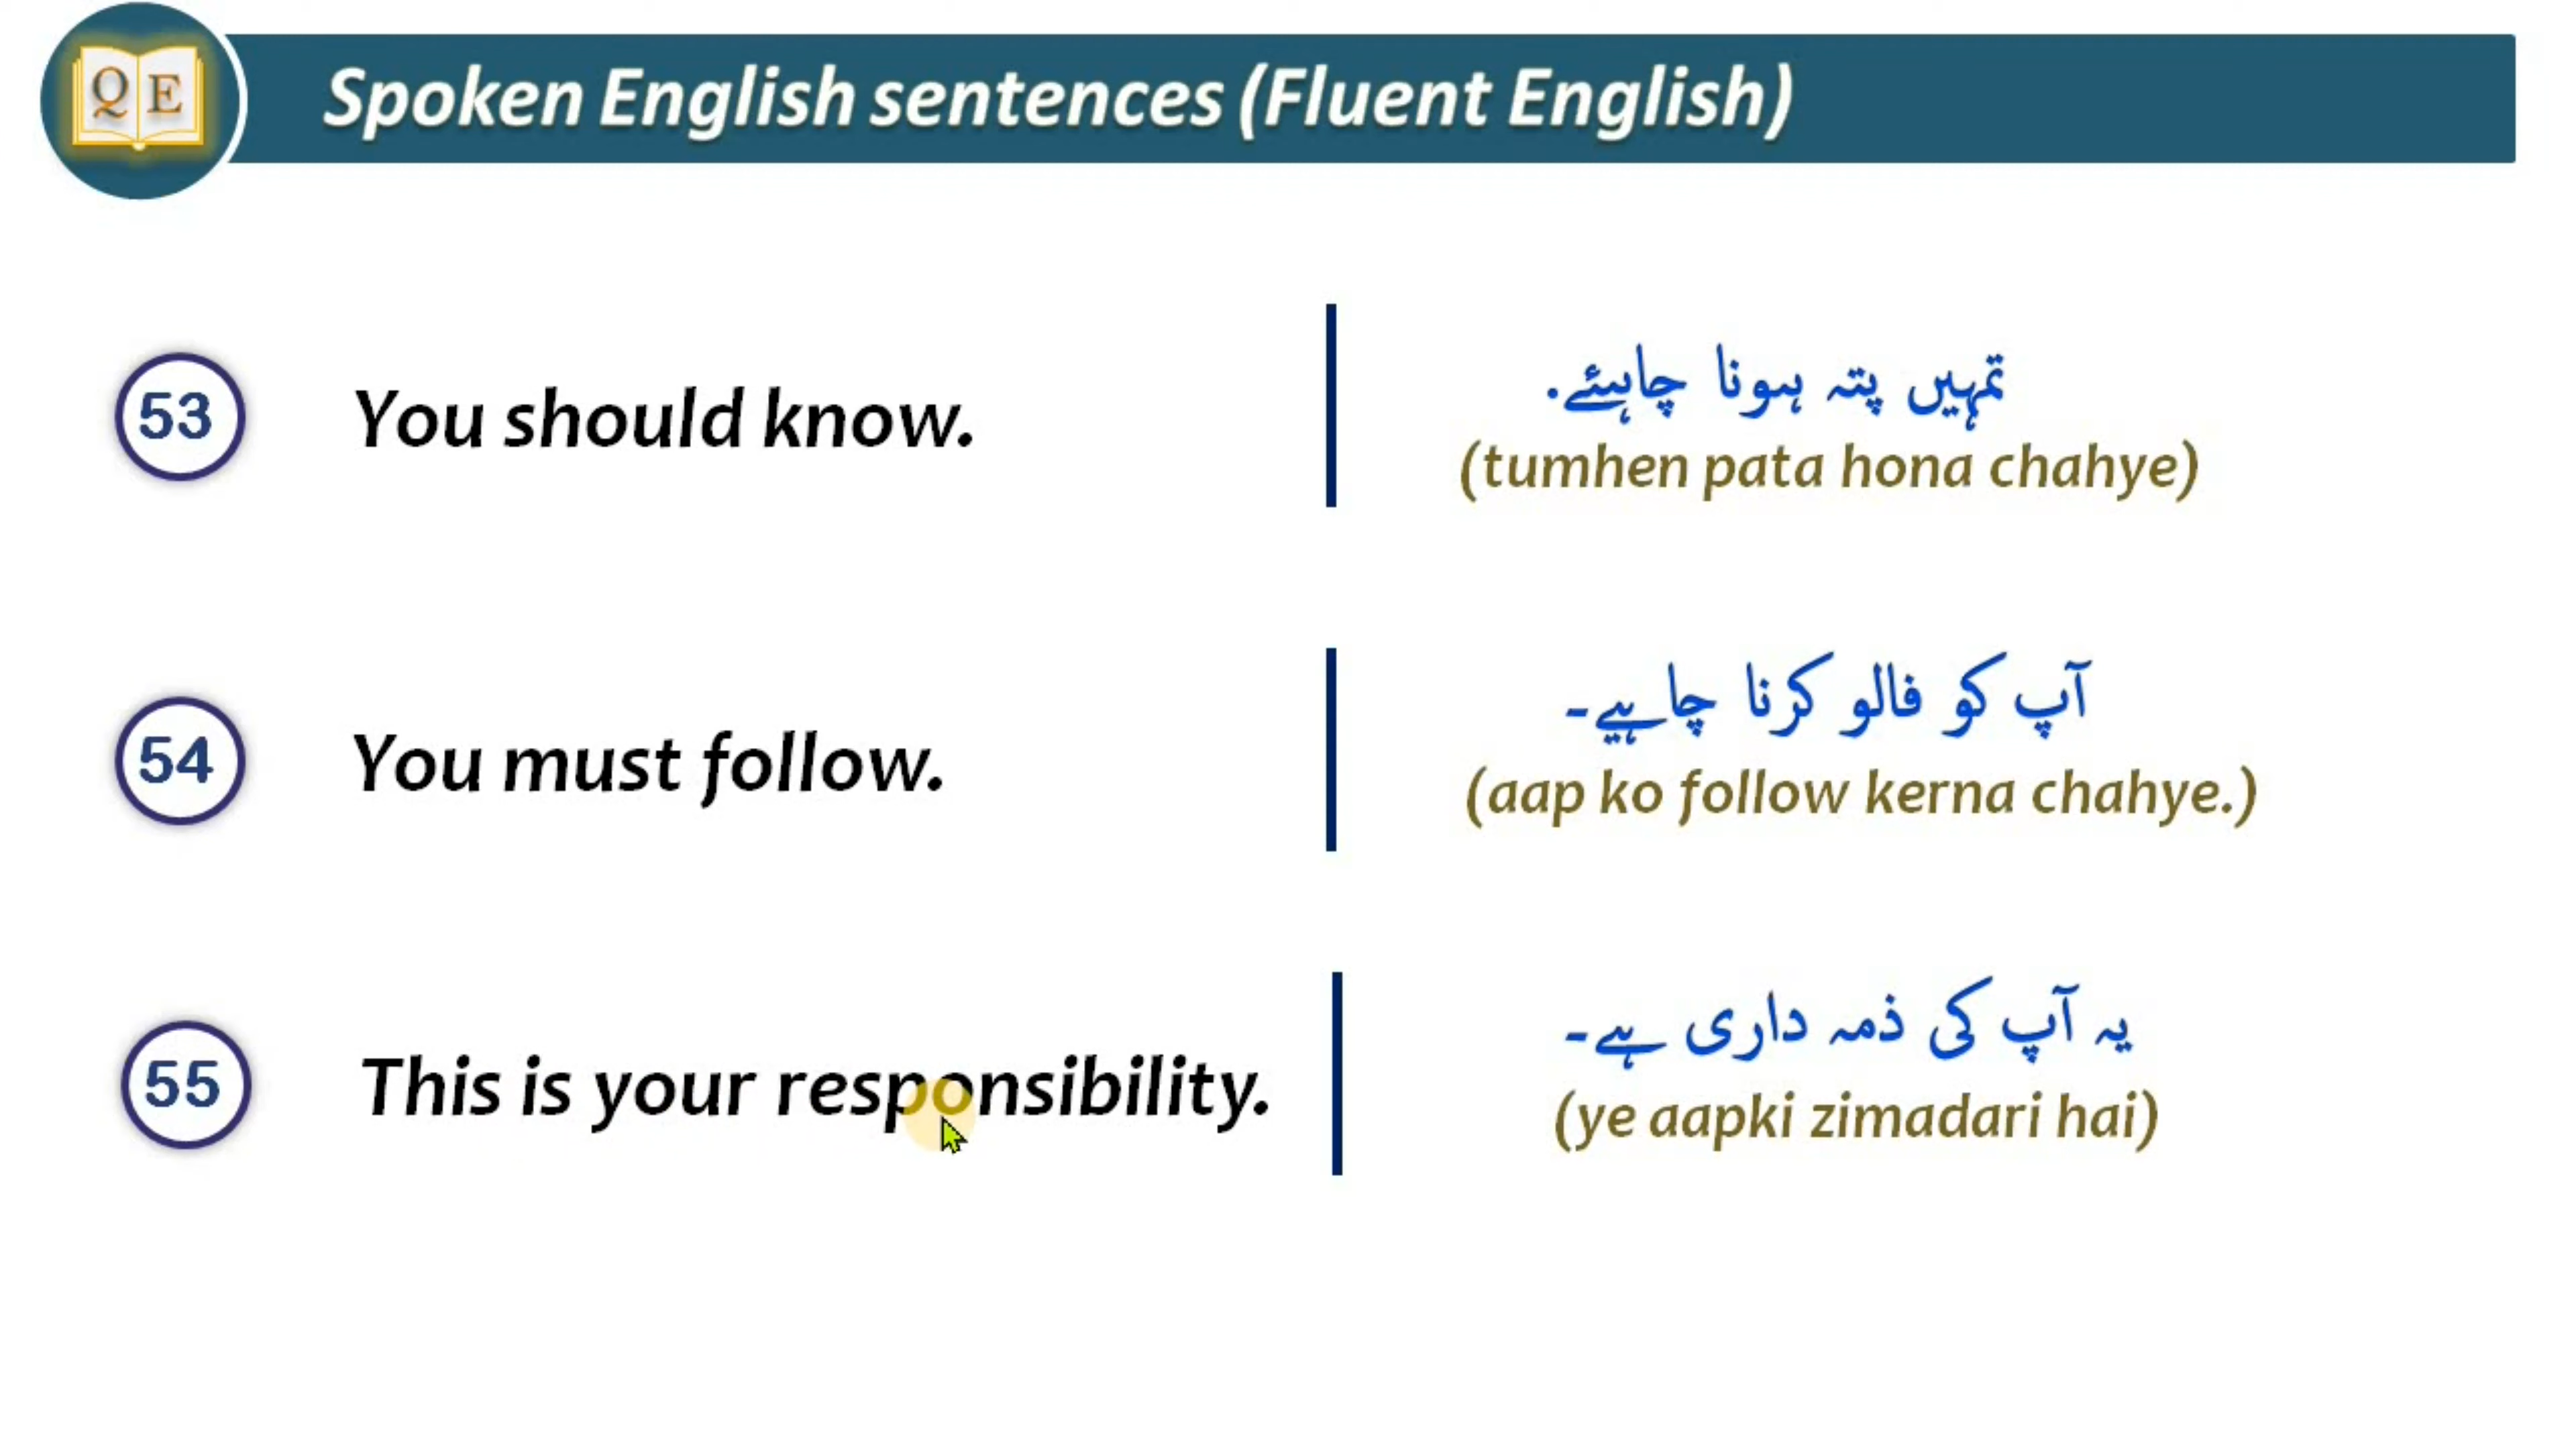 Q E
Spoken English sentences (Fluent English)
53
You should know.
تمہیں پتہ ہونا چاہئے.
(tumhen pata hona chahye)
54
You must follow.
آپ کو فالو کرنا چاہیے۔
(aap ko follow kerna chahye.)
55
This is your responsibility.
یہ آپ کی ذمہ داری ہے۔
(ye aapki zimadari hai)